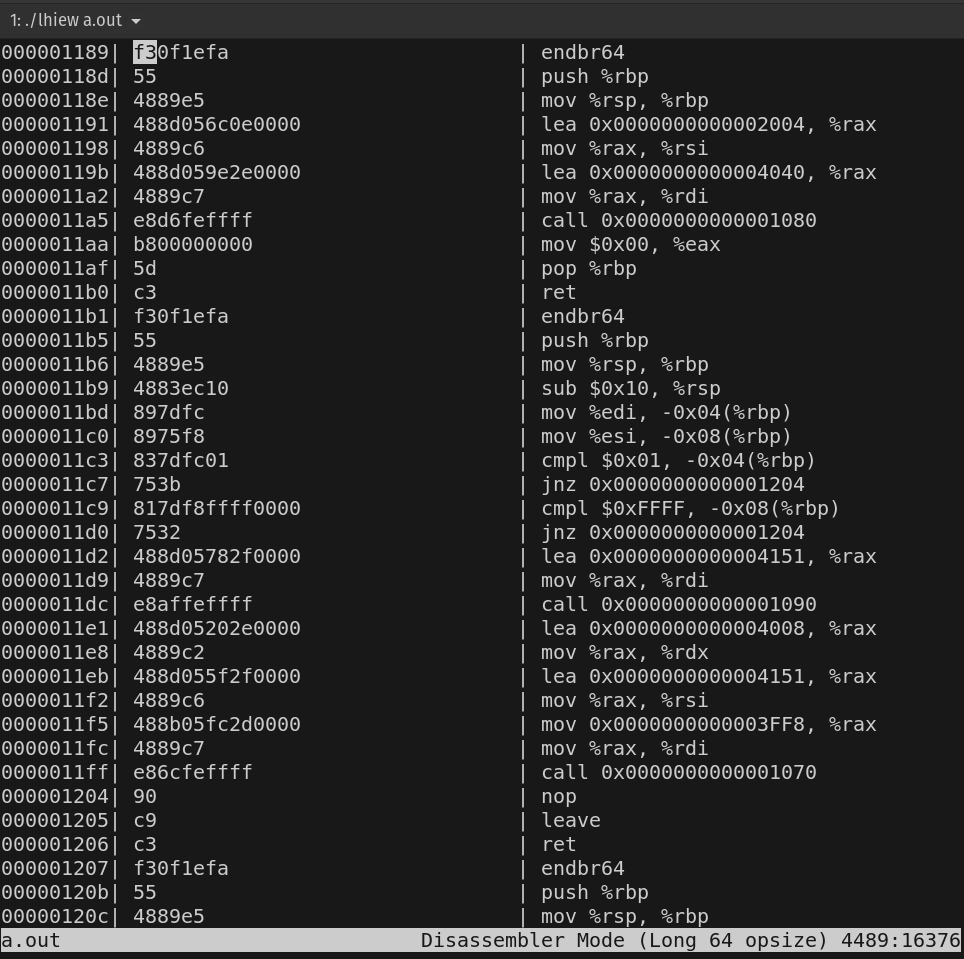 1: ./lhiew a.out
000001189| f30f1efa | endbr64
00000118d| 55 | push %rbp
00000118e| 4889e5 | mov %rsp, %rbp
000001191| 488d056c0e0000 | lea 0x0000000000002004, %rax
000001198| 4889c6 | mov %rax, %rsi
00000119b| 488d059e2e0000 | lea 0x0000000000004040, %rax
0000011a2| 4889c7 | mov %rax, %rdi
0000011a5| e8d6feffff | call 0x0000000000001080
0000011aa| b800000000 | mov $0x00, %eax
0000011af| 5d | pop %rbp
0000011b0| c3 | ret
0000011b1| f30f1efa | endbr64
0000011b5| 55 | push %rbp
0000011b6| 4889e5 | mov %rsp, %rbp
0000011b9| 4883ec10 | sub $0x10, %rsp
0000011bd| 897dfc | mov %edi, -0x04(%rbp)
0000011c0| 8975f8 | mov %esi, -0x08(%rbp)
0000011c3| 837dfc01 | cmpl $0x01, -0x04(%rbp)
0000011c7| 753b | jnz 0x0000000000001204
0000011c9| 817df8ffff0000 | cmpl $0xFFFF, -0x08(%rbp)
0000011d0| 7532 | jnz 0x0000000000001204
0000011d2| 488d05782f0000 | lea 0x0000000000004151, %rax
0000011d9| 4889c7 | mov %rax, %rdi
0000011dc| e8affeffff | call 0x0000000000001090
0000011e1| 488d05202e0000 | lea 0x0000000000004008, %rax
0000011e8| 4889c2 | mov %rax, %rdx
0000011eb| 488d055f2f0000 | lea 0x0000000000004151, %rax
0000011f2| 4889c6 | mov %rax, %rsi
0000011f5| 488b05fc2d0000 | mov 0x0000000000003FF8, %rax
0000011fc| 4889c7 | mov %rax, %rdi
0000011ff| e86cfeffff | call 0x0000000000001070
000001204| 90 | nop
000001205| c9 | leave
000001206| c3 | ret
000001207| f30f1efa | endbr64
00000120b| 55 | push %rbp
00000120c| 4889e5 | mov %rsp, %rbp
a.out Disassembler Mode (Long 64 opsize) 4489:16376